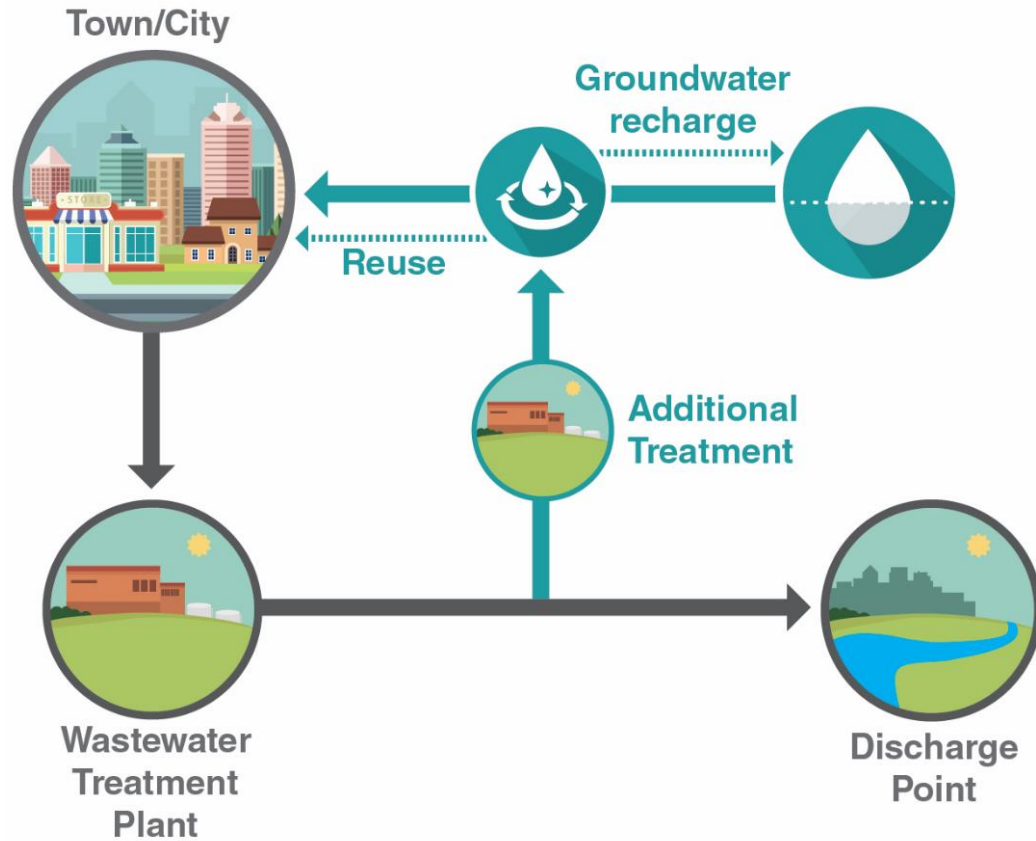 Town/City
Groundwater
recharge
STORE
Reuse
Additional
Treatment
Wastewater
Treatment
Plant
Discharge
Point